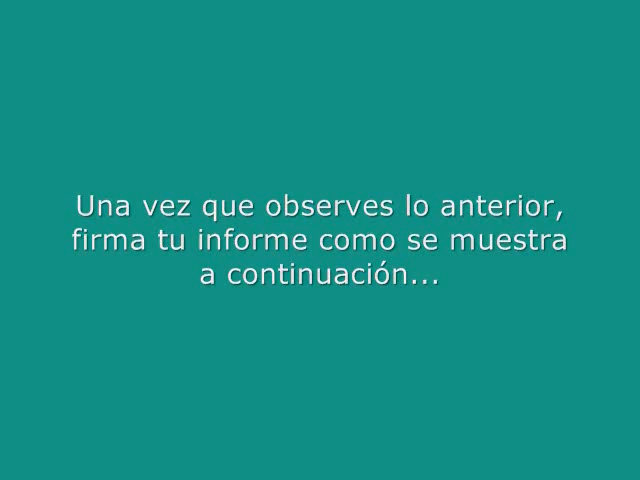 Una vez que observes lo anterior,
firma tu informe como se muestra
a continuación...